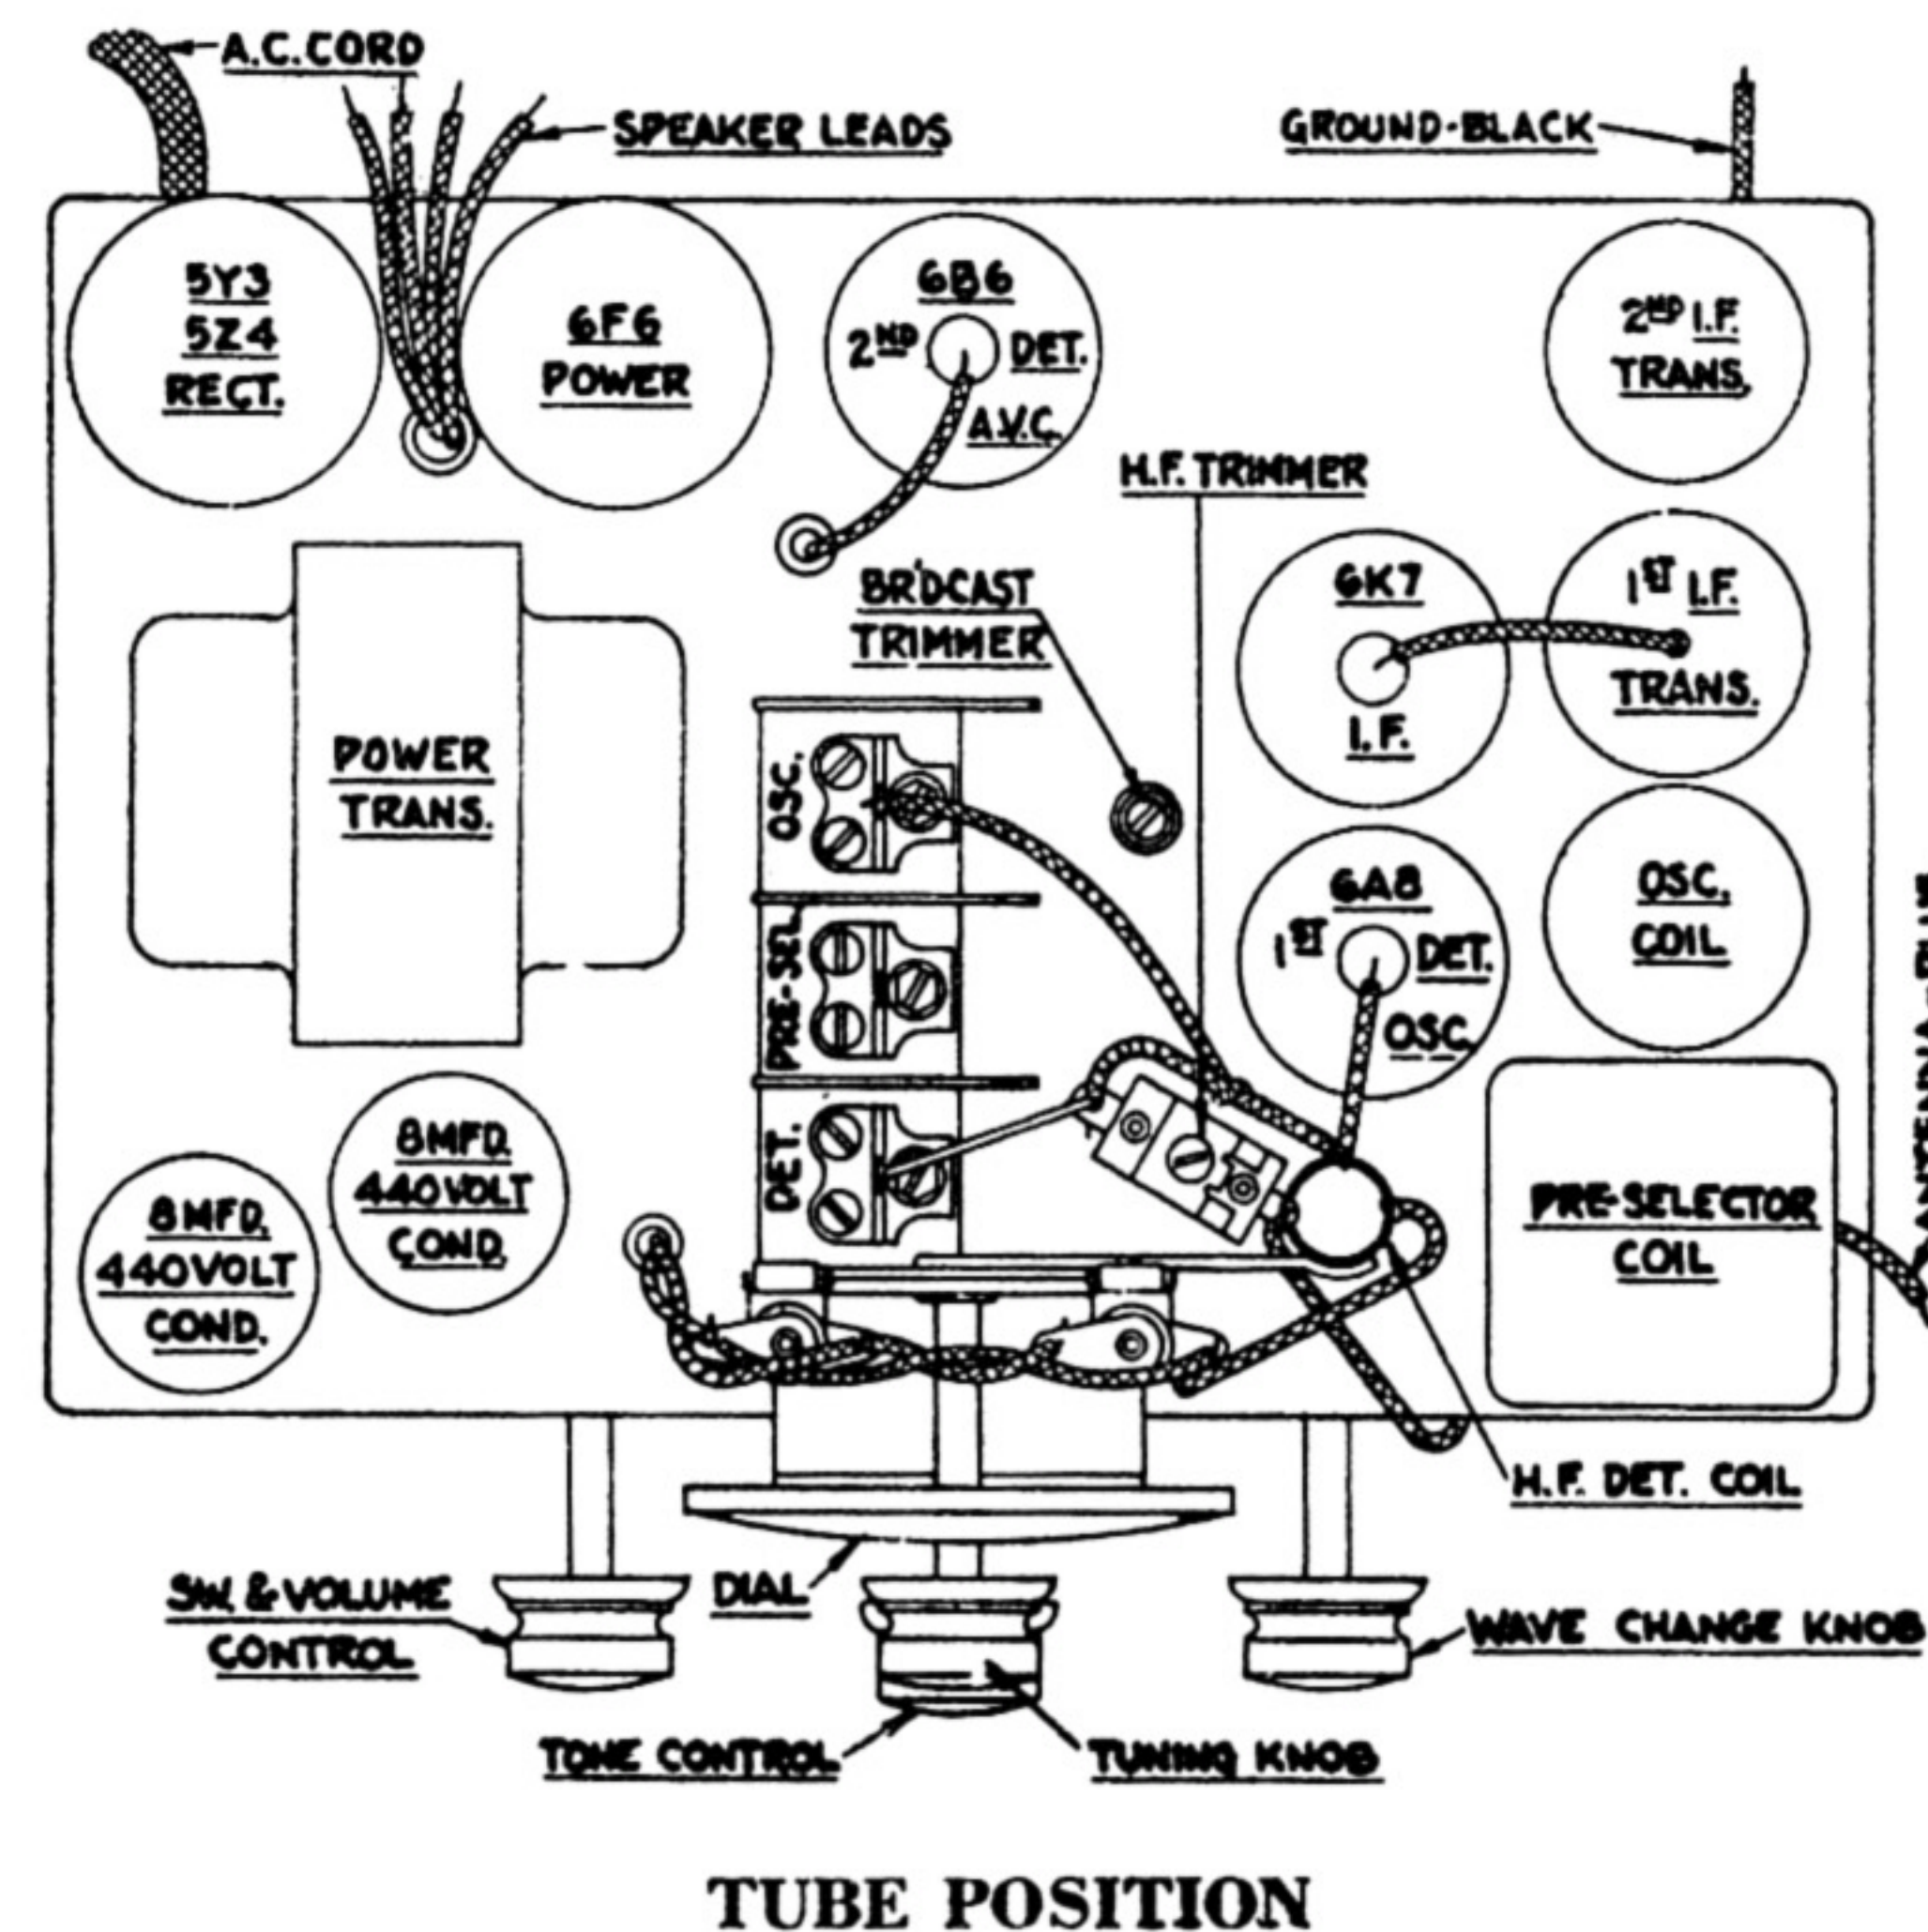 A.C. CORD
SPEAKER LEADS
GROUND-BLACK
5Y3
5Z4
RECT.
6F6
POWER
6B6
2ND DET.
A.V.C.
2ND I.F.
TRANS.
H.F. TRIMMER
BR'DCAST
TRIMMER
6K7
I.F.
1ST I.F.
TRANS.
POWER
TRANS.
OSC.
PRE-SEL.
DET.
6A8
1ST DET.
OSC.
OSC.
COIL
8MFD.
440VOLT
COND.
8MFD.
440VOLT
COND.
PRE-SELECTOR
COIL
H.F. DET. COIL
SW. & VOLUME
CONTROL
DIAL
WAVE CHANGE KNOB
TONE CONTROL
TUNING KNOB
TUBE POSITION